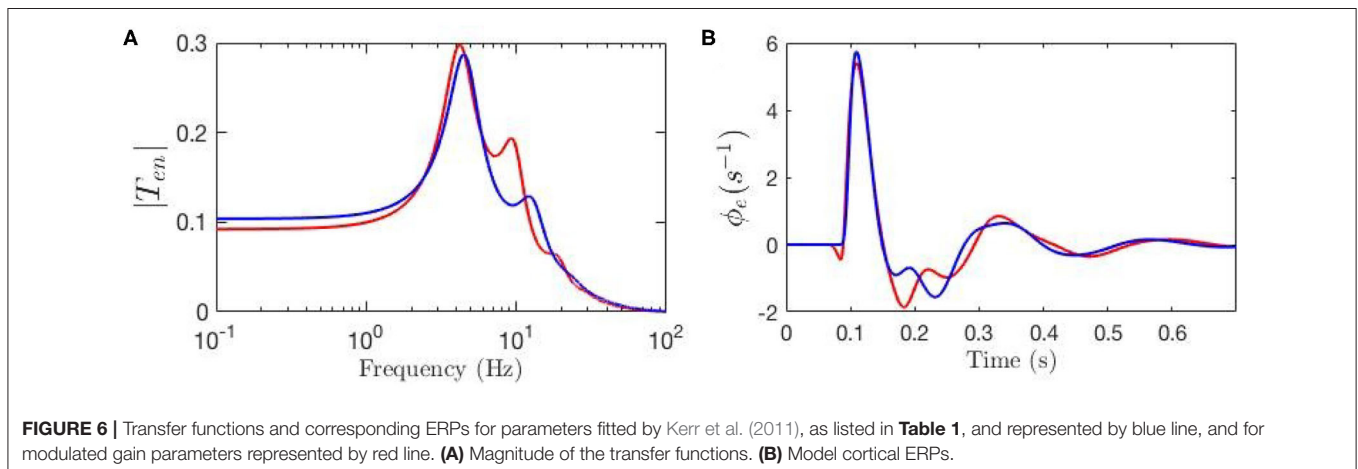 A
0.3
0.2
0.1
0
|T_{en}|
10^{-1}
10^{0}
10^{1}
10^{2}
Frequency (Hz)
B
6
4
2
0
-2
ϕ_e(s^{-1})
0
0.1
0.2
0.3
0.4
0.5
0.6
Time (s)
FIGURE 6 | Transfer functions and corresponding ERPs for parameters fitted by Kerr et al. (2011), as listed in Table 1, and represented by blue line, and for
modulated gain parameters represented by red line. (A) Magnitude of the transfer functions. (B) Model cortical ERPs.